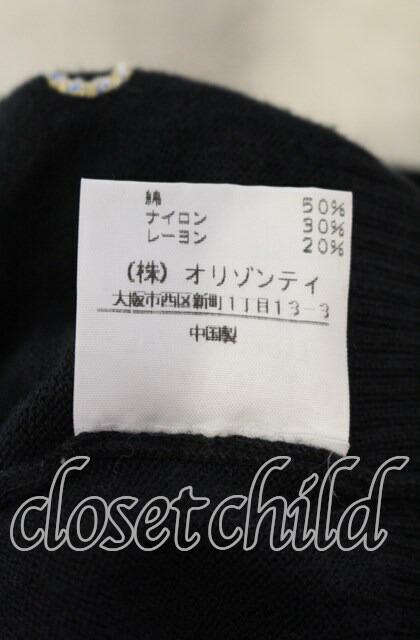 綿 50%
ナイロン 30%
レーヨン 20%
(株) オリゾンティ
大阪市西区新町1丁目13-3
中国製
closet child